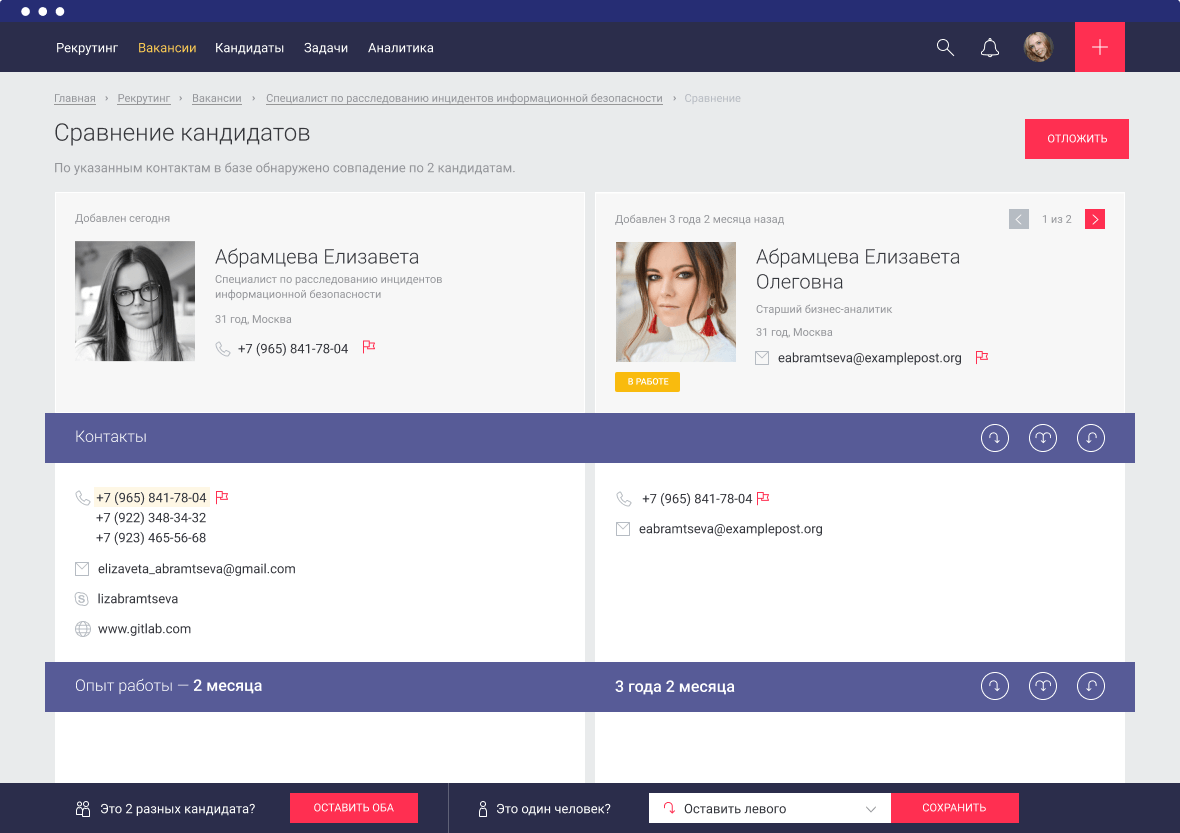 Рекрутинг Вакансии Кандидаты Задачи Аналитика
Главная › Рекрутинг › Вакансии › Специалист по расследованию инцидентов информационной безопасности › Сравнение
Сравнение кандидатов
ОТЛОЖИТЬ
По указанным контактам в базе обнаружено совпадение по 2 кандидатам.
Добавлен сегодня
Абрамцева Елизавета
Специалист по расследованию инцидентов
информационной безопасности
31 год, Москва
+7 (965) 841-78-04
Добавлен 3 года 2 месяца назад
1 из 2
Абрамцева Елизавета
Олеговна
Старший бизнес-аналитик
31 год, Москва
eabramtseva@examplepost.org
В РАБОТЕ
Контакты
+7 (965) 841-78-04
+7 (922) 348-34-32
+7 (923) 465-56-68
elizaveta_abramtseva@gmail.com
lizabramtseva
www.gitlab.com
+7 (965) 841-78-04
eabramtseva@examplepost.org
Опыт работы — 2 месяца
3 года 2 месяца
Это 2 разных кандидата?
ОСТАВИТЬ ОБА
Это один человек?
Оставить левого
СОХРАНИТЬ